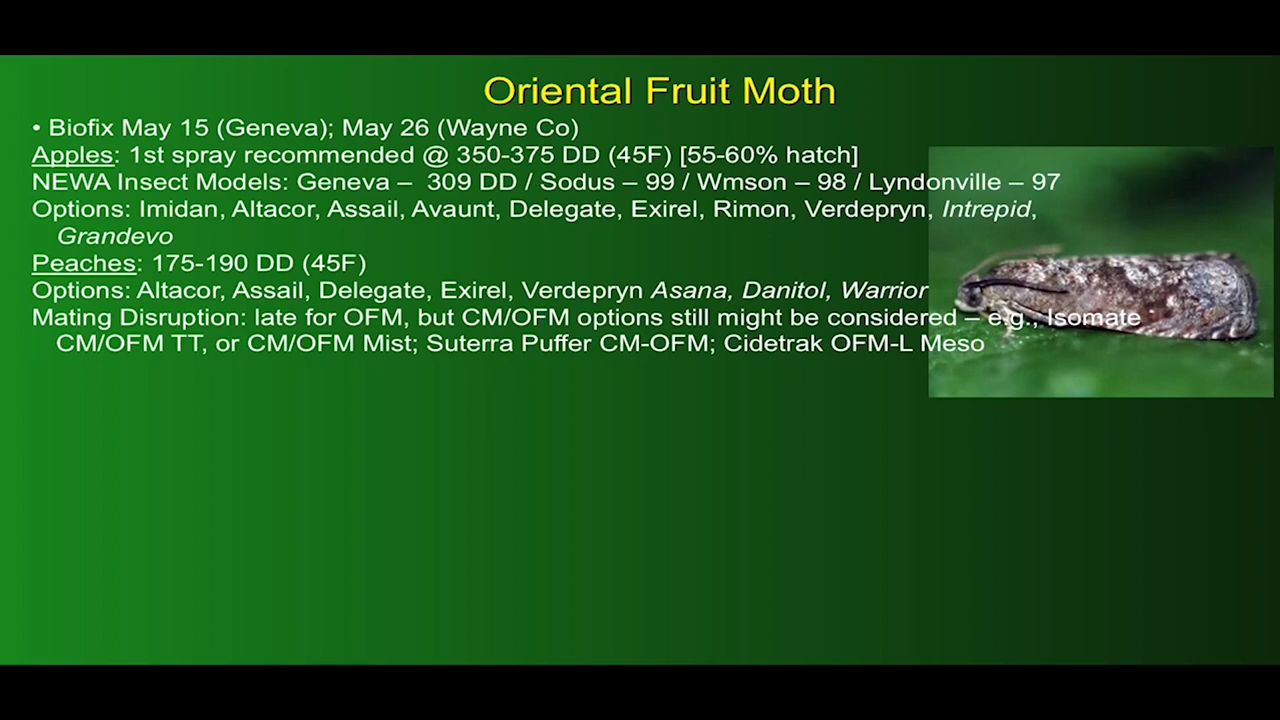 Oriental Fruit Moth
• Biofix May 15 (Geneva); May 26 (Wayne Co)
Apples: 1st spray recommended @ 350-375 DD (45F) [55-60% hatch]
NEWA Insect Models: Geneva – 309 DD / Sodus – 99 / Wmson – 98 / Lyndonville – 97
Options: Imidan, Altacor, Assail, Avaunt, Delegate, Exirel, Rimon, Verdepryn, Intrepid,
Grandevo
Peaches: 175-190 DD (45F)
Options: Altacor, Assail, Delegate, Exirel, Verdepryn Asana, Danitol, Warrior
Mating Disruption: late for OFM, but CM/OFM options still might be considered – e.g., Isomate
CM/OFM TT, or CM/OFM Mist; Suterra Puffer CM-OFM; Cidetrak OFM-L Meso